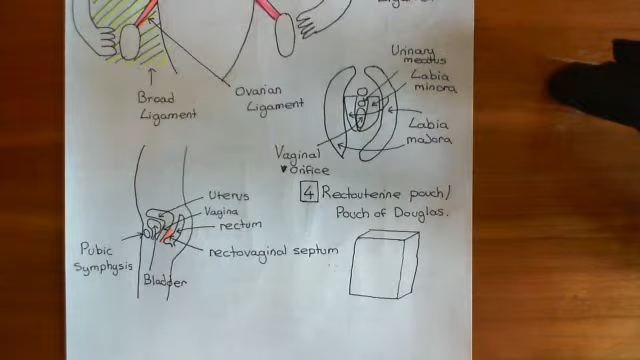 Broad
Ligament
Ovarian
Ligament
Urinary
meatus
Labia
minora
Labia
majora
Vaginal
Orifice
4 Rectouterine pouch/
Pouch of Douglas.
Uterus
Vagina
rectum
rectovaginal septum
Pubic
Symphysis
Bladder